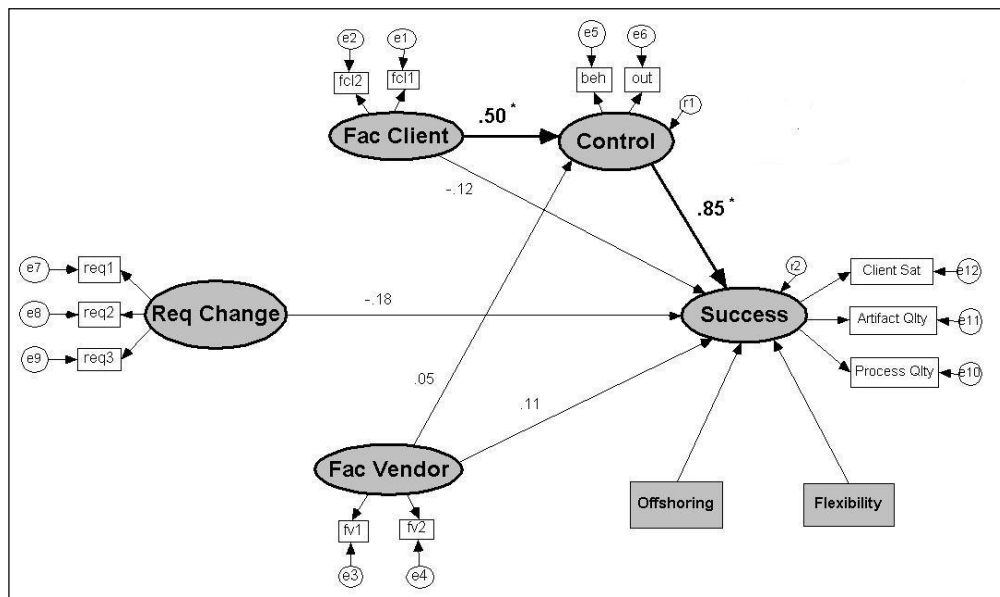 e2
e1
e5
e6
fcl2
fcl1
beh
out
r1
Fac Client
.50 *
Control
-.12
.85 *
e7
req1
e8
req2
e9
req3
Req Change
-.18
r2
Success
Client Sat
e12
Artifact Qlty
e11
Process Qlty
e10
.05
.11
Fac Vendor
Offshoring
Flexibility
fv1
fv2
e3
e4